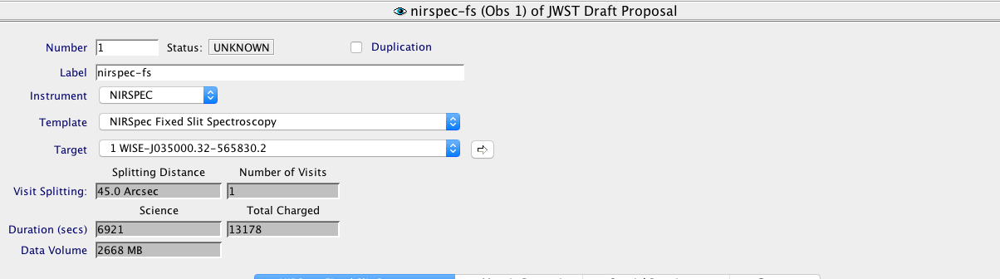 nirspec-fs (Obs 1) of JWST Draft Proposal
Number 1 Status: UNKNOWN Duplication
Label nirspec-fs
Instrument NIRSPEC
Template NIRSpec Fixed Slit Spectroscopy
Target 1 WISE-J035000.32-565830.2
Splitting Distance Number of Visits
Visit Splitting: 45.0 Arcsec 1
Science Total Charged
Duration (secs) 6921 13178
Data Volume 2668 MB